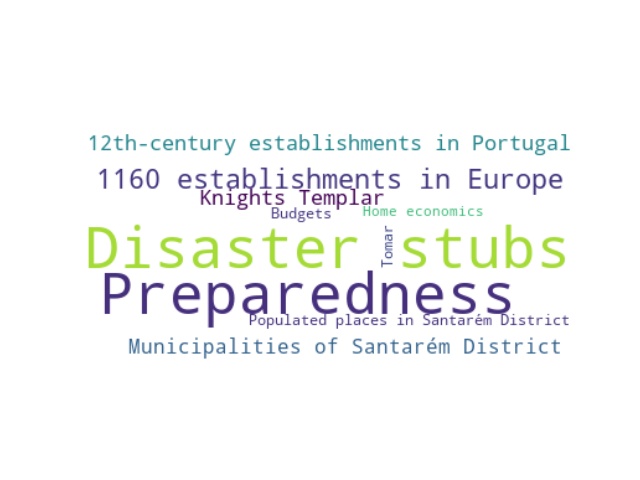 12th-century establishments in Portugal
1160 establishments in Europe
Knights Templar
Budgets
Home economics
Disaster stubs
Tomar
Preparedness
Populated places in Santarém District
Municipalities of Santarém District